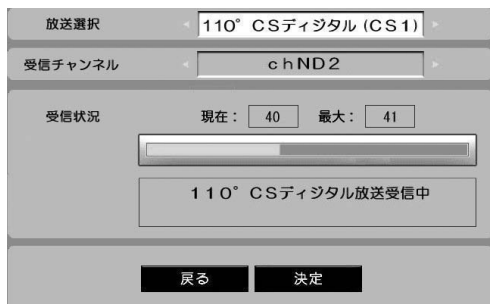 放送選択 110° CSディジタル(CS1)
受信チャンネル chND2
受信状況 現在: 40 最大: 41
110° CSディジタル放送受信中
戻る 決定